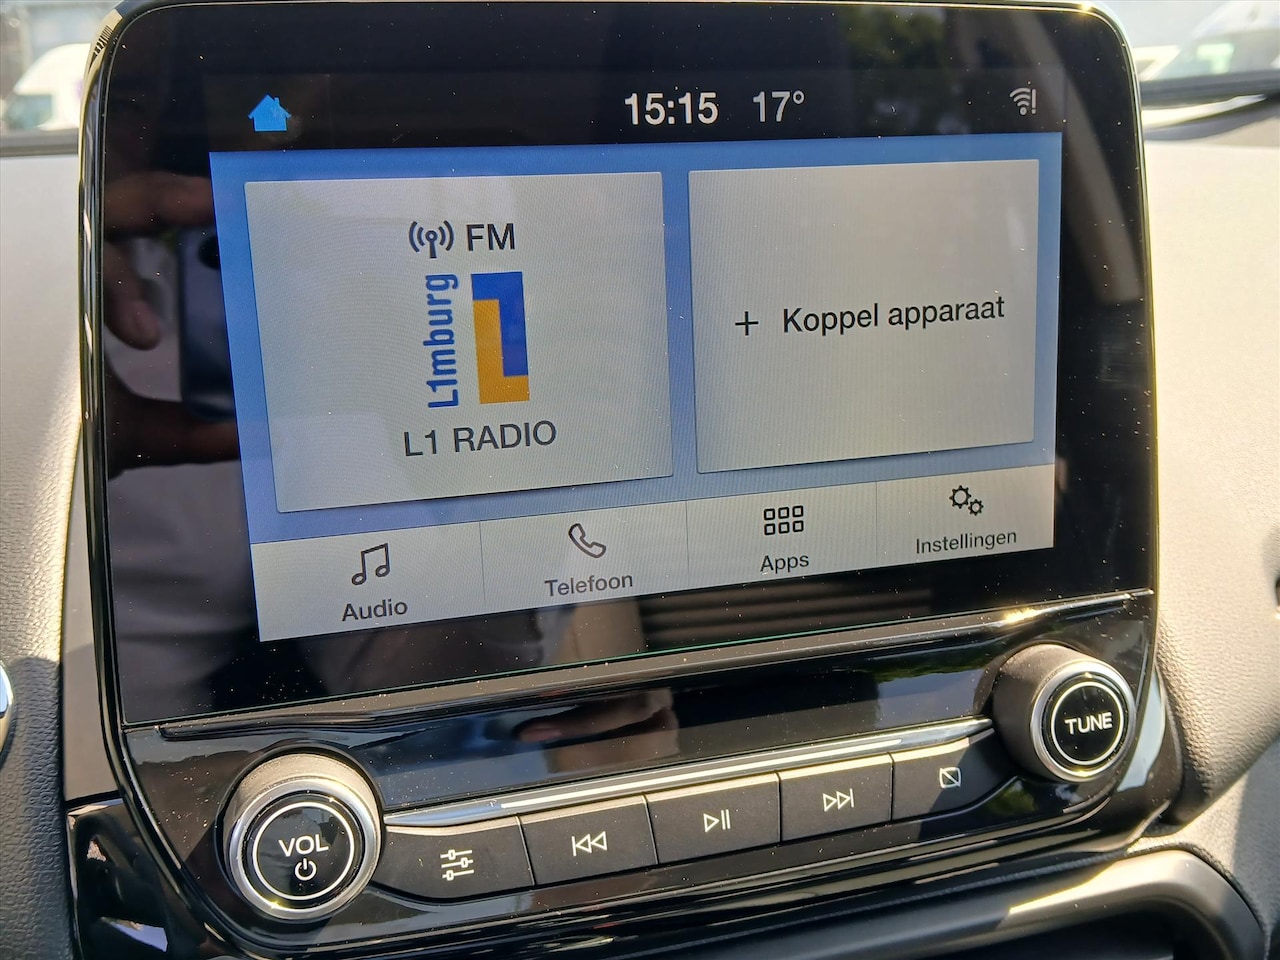 15:15 17°
FM
L1mburg
L1 RADIO
+ Koppel apparaat
Audio
Telefoon
Apps
Instellingen
VOL
TUNE